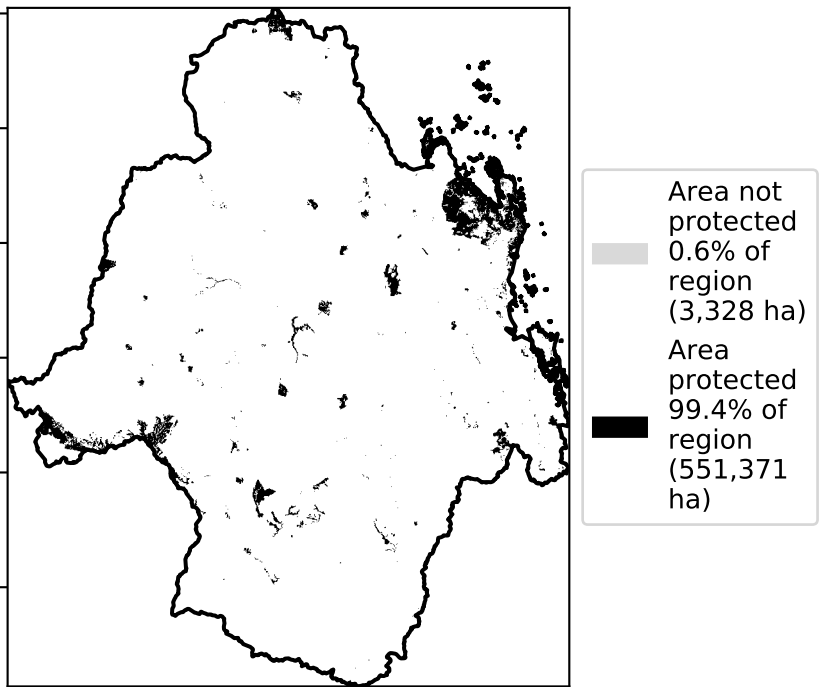 Area not
protected
0.6% of
region
(3,328 ha)
Area
protected
99.4% of
region
(551,371
ha)